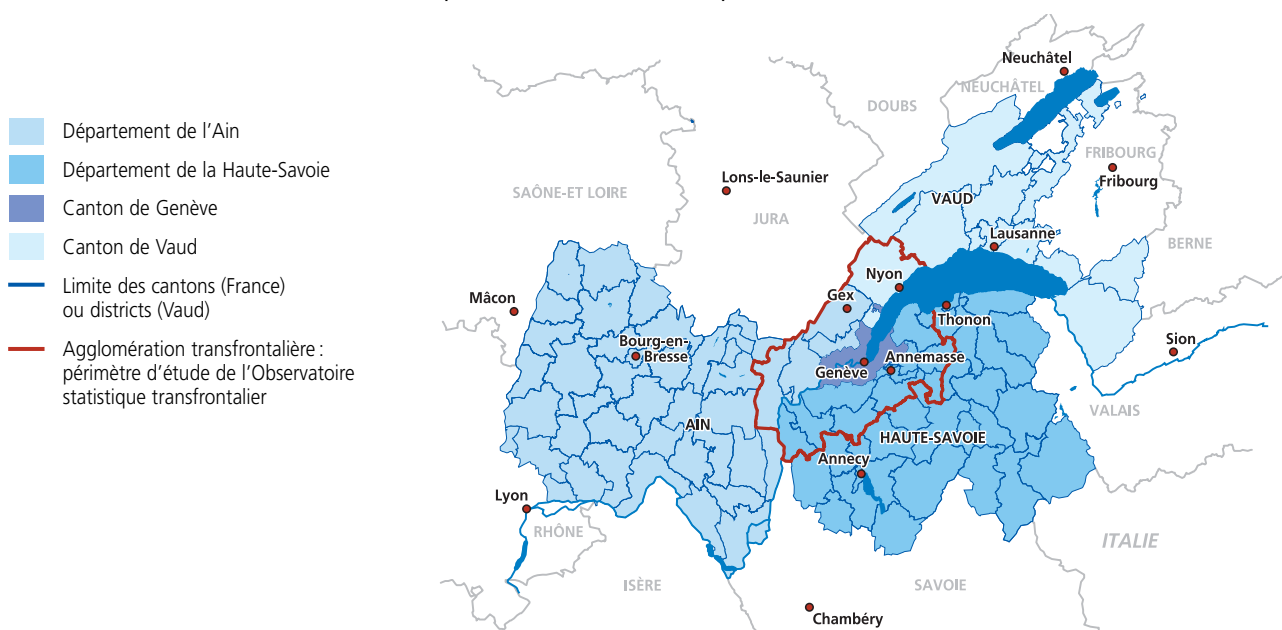 Département de l'Ain
Département de la Haute-Savoie
Canton de Genève
Canton de Vaud
Limite des cantons (France)
ou districts (Vaud)
Agglomération transfrontalière :
périmètre d'étude de l'Observatoire
statistique transfrontalier
Neuchâtel
NEUCHÂTEL
DOUBS
FRIBOURG
Fribourg
Lons-le-Saunier
SAÔNE-ET LOIRE
JURA
VAUD
Lausanne
BERNE
Nyon
Gex
Mâcon
Thonon
Bourg-en-
Bresse
Sion
Annemasse
Genève
VALAIS
AIN
HAUTE-SAVOIE
Annecy
Lyon
RHÔNE
ITALIE
ISÈRE
SAVOIE
Chambéry